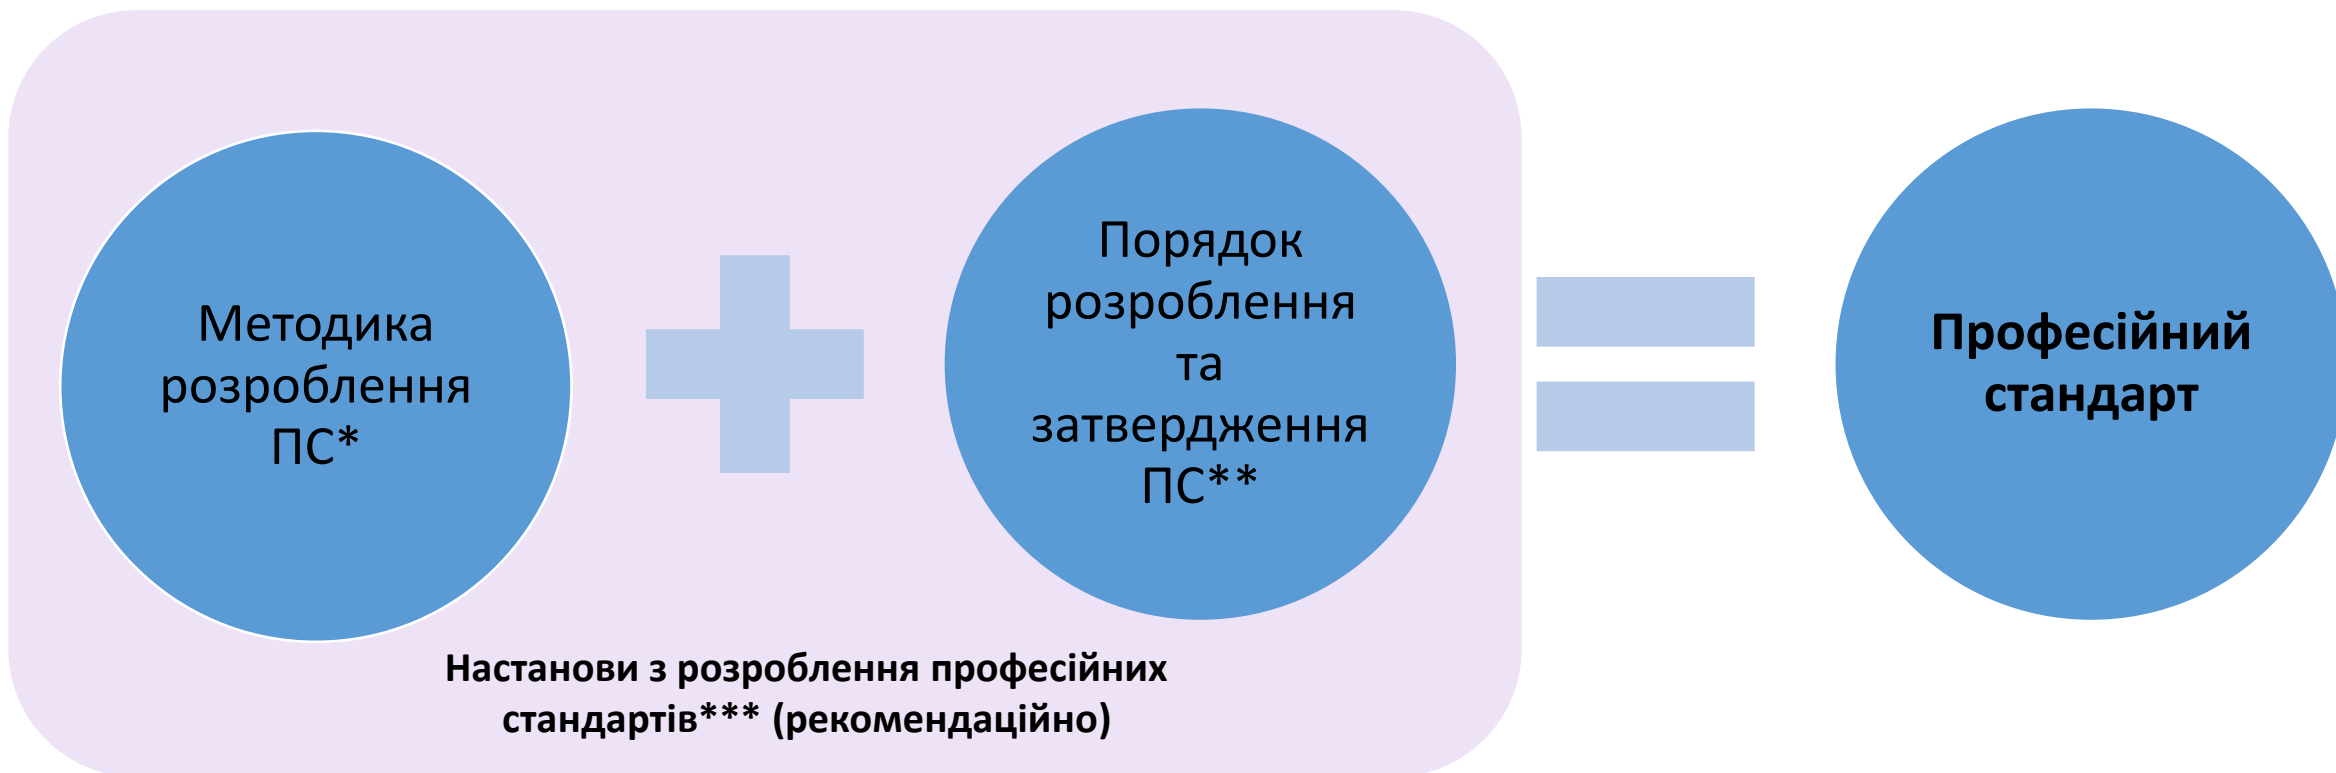 Методика
розроблення
ПС*
Порядок
розроблення
та
затвердження
ПС**
Професійний
стандарт
Настанови з розроблення професійних
стандартів*** (рекомендаційно)